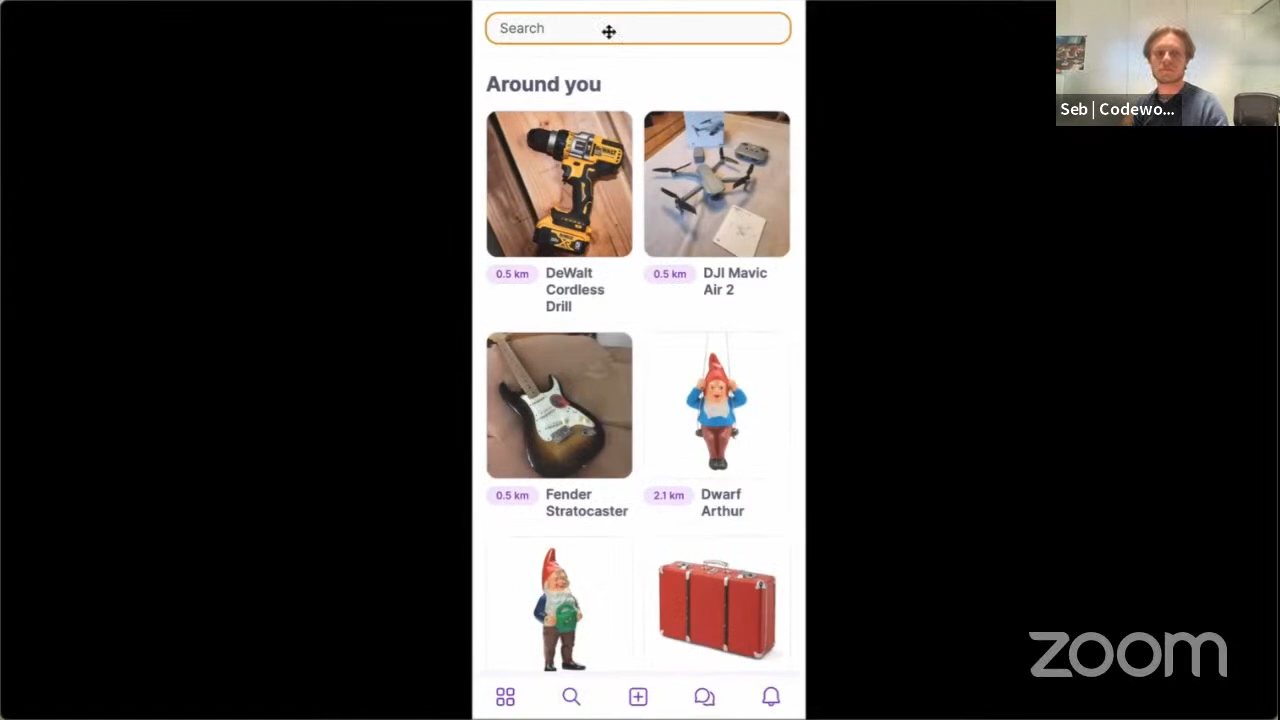 Search
Seb | Codewo...
Around you
0.5 km
DeWalt
Cordless
Drill
0.5 km
DJI Mavic
Air 2
0.5 km
Fender
Stratocaster
2.1 km
Dwarf
Arthur
zoom